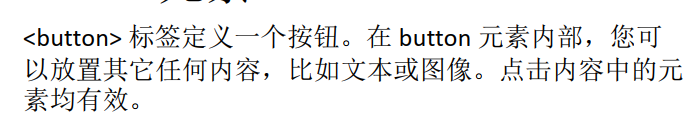 <button> 标签定义一个按钮。在 button 元素内部，您可
以放置其它任何内容，比如文本或图像。点击内容中的元
素均有效。